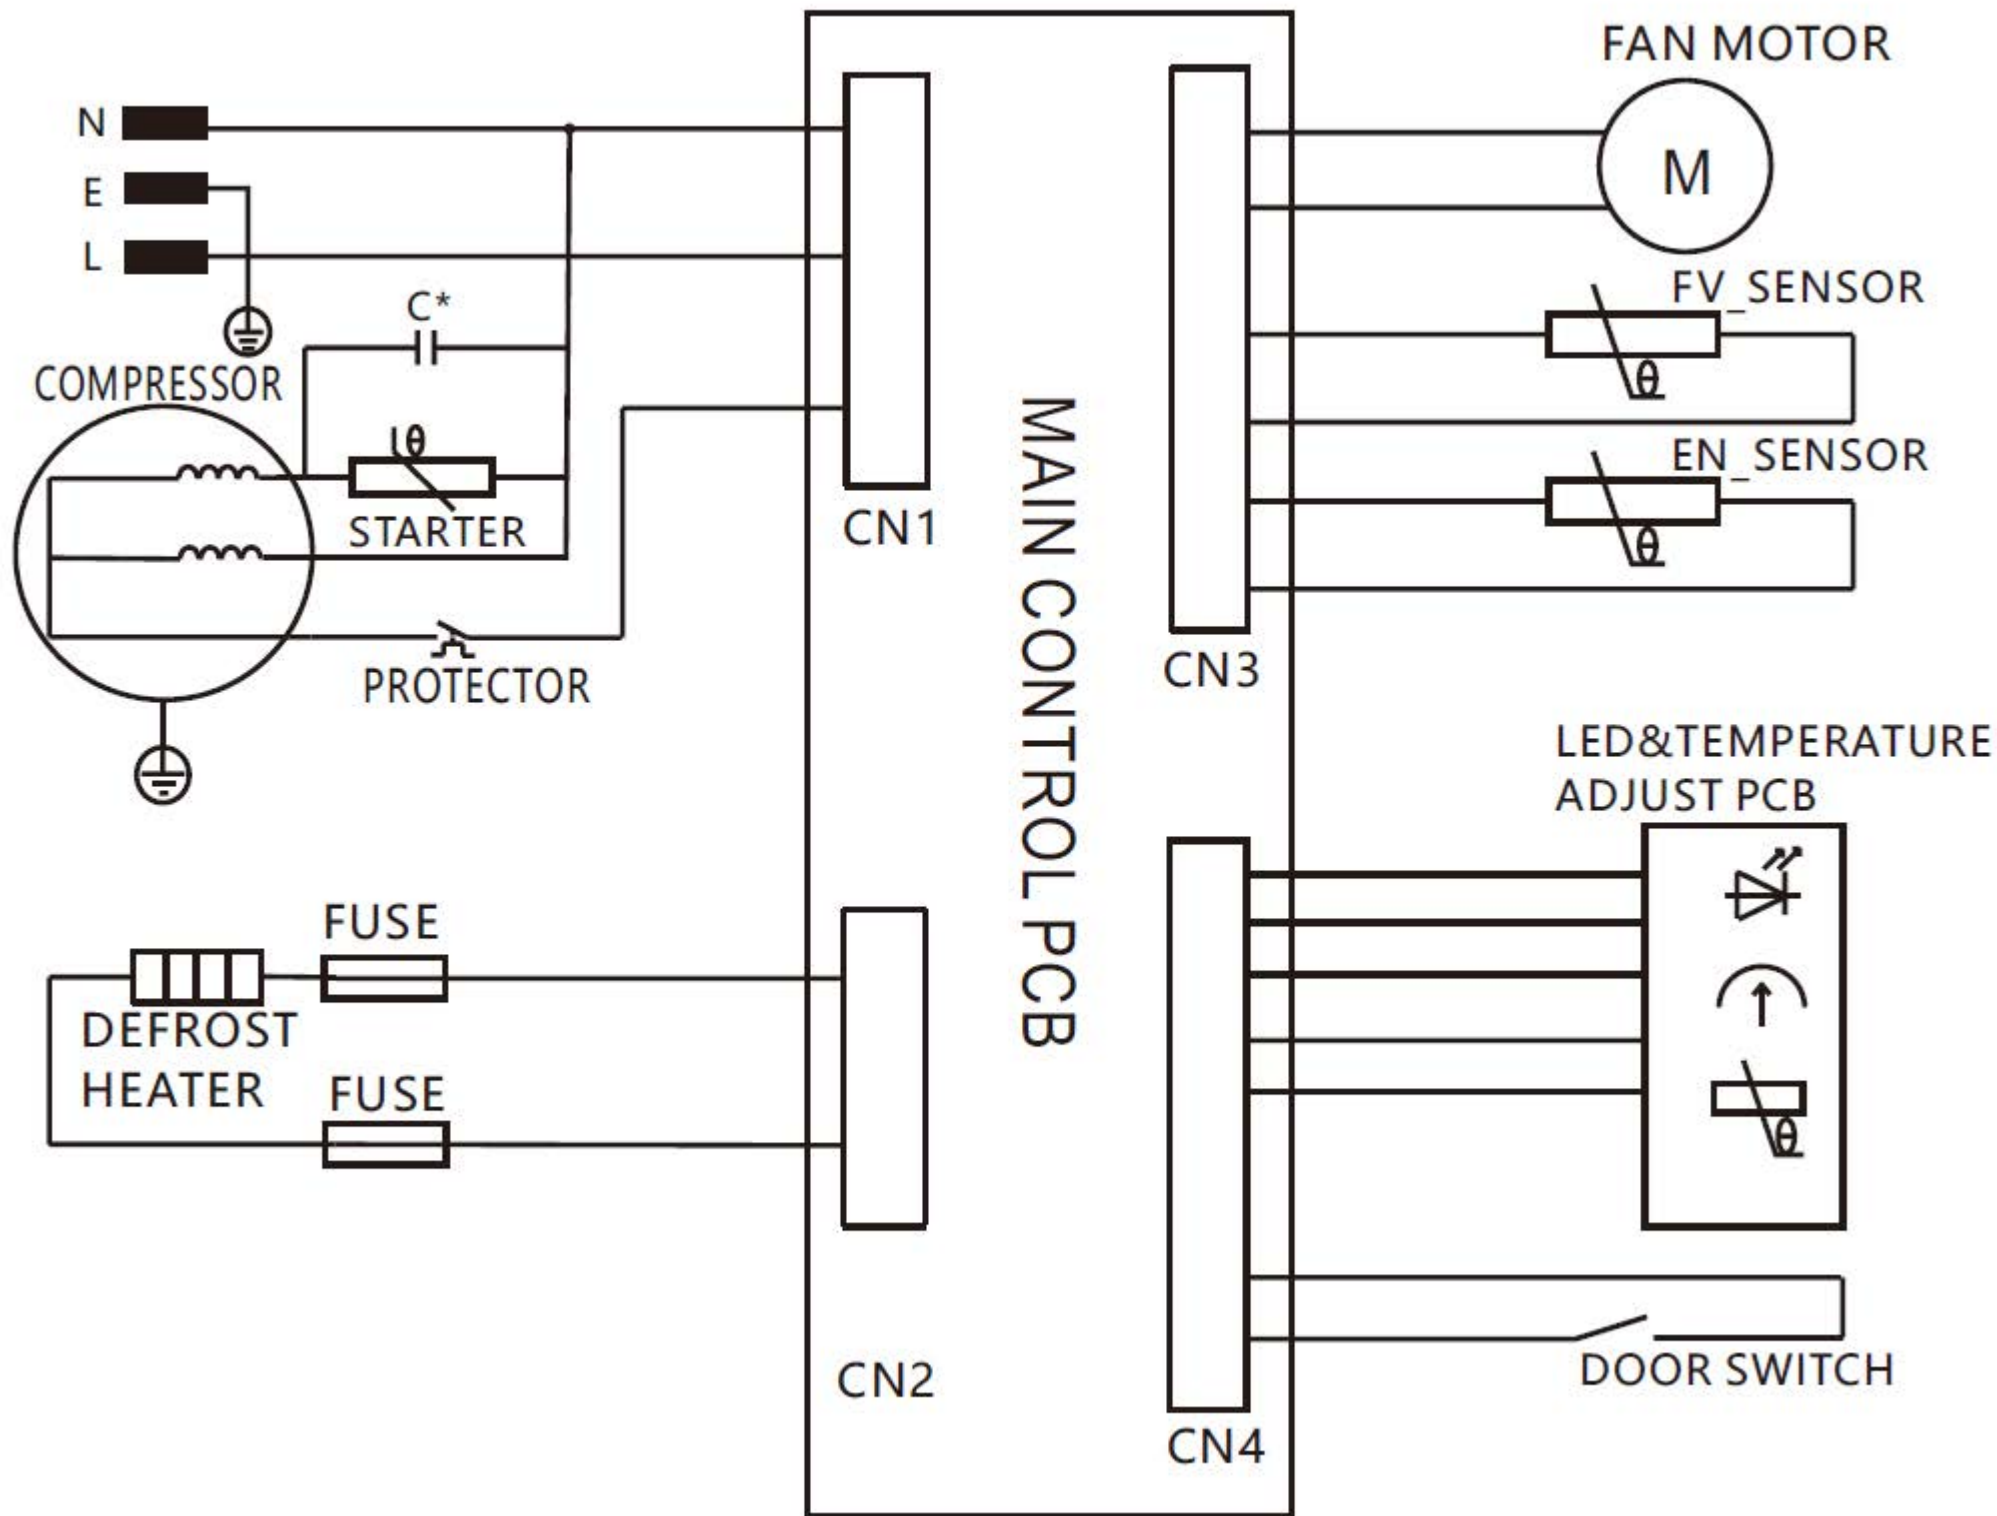 FAN MOTOR
N
M
E
L
FV_SENSOR
C*
θ
COMPRESSOR
θ
EN_SENSOR
STARTER
CN1
θ
MAIN CONTROL PCB
CN3
PROTECTOR
LED&TEMPERATURE
ADJUST PCB
FUSE
DEFROST
HEATER
FUSE
θ
CN2
DOOR SWITCH
CN4